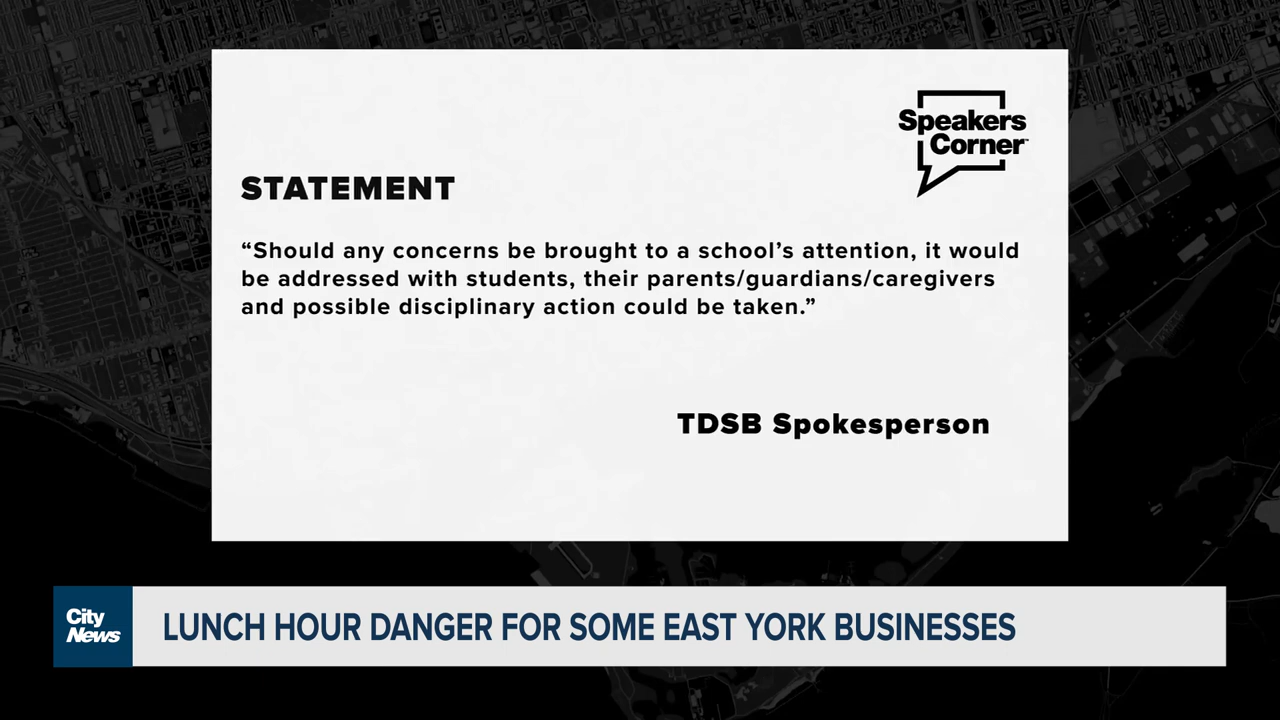 Speakers
Corner™
STATEMENT
“Should any concerns be brought to a school’s attention, it would
be addressed with students, their parents/guardians/caregivers
and possible disciplinary action could be taken.”
TDSB Spokesperson
City
News
LUNCH HOUR DANGER FOR SOME EAST YORK BUSINESSES